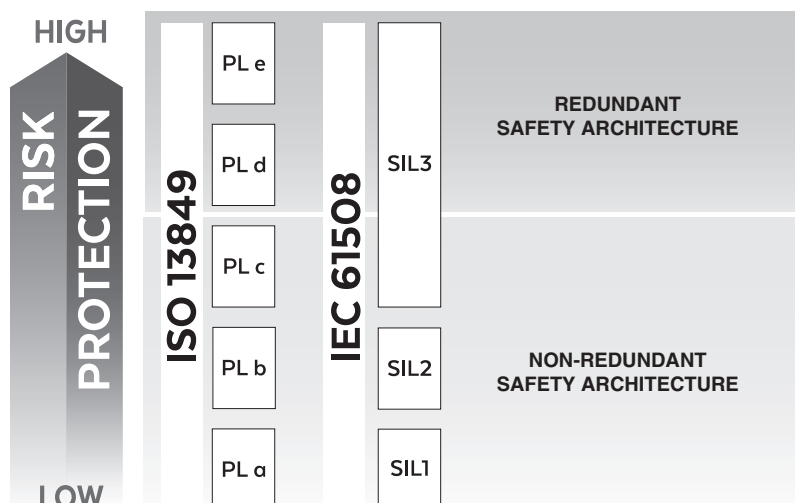 HIGH
RISK
PROTECTION
LOW
ISO 13849
PL e
PL d
PL c
PL b
PL a
IEC 61508
SIL3
SIL2
SIL1
REDUNDANT
SAFETY ARCHITECTURE
NON-REDUNDANT
SAFETY ARCHITECTURE